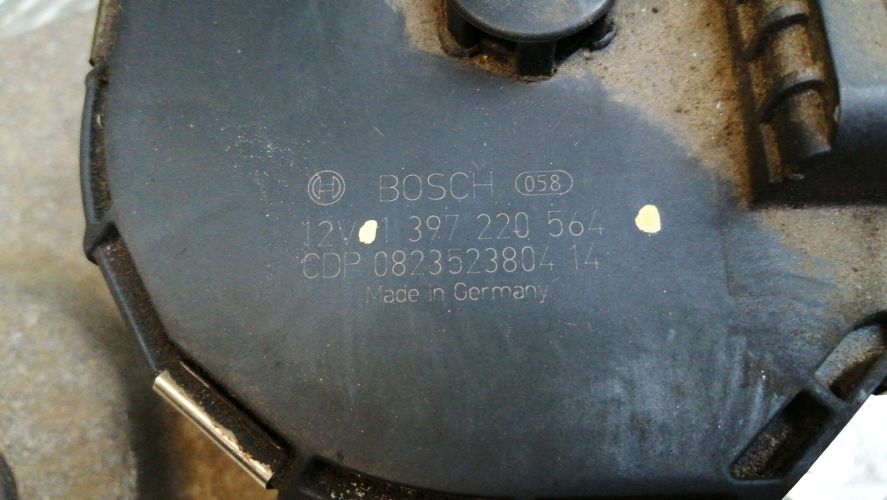 BOSCH 058
12V 1 397 220 564
CDP 0823523804 14
Made in Germany